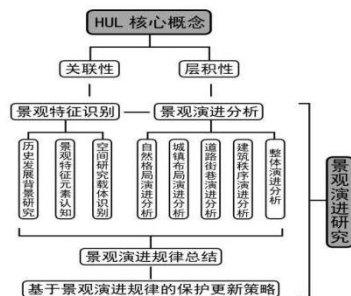 HUL 核心概念
关联性
层积性
景观特征识别
景观演进分析
历史发展背景研究
景观特征元素认知
空间研究载体识别
自然格局演进分析
城镇布局演进分析
道路街巷演进分析
建筑秩序演进分析
整体演进分析
景观演进研究
景观演进规律总结
基于景观演进规律的保护更新策略